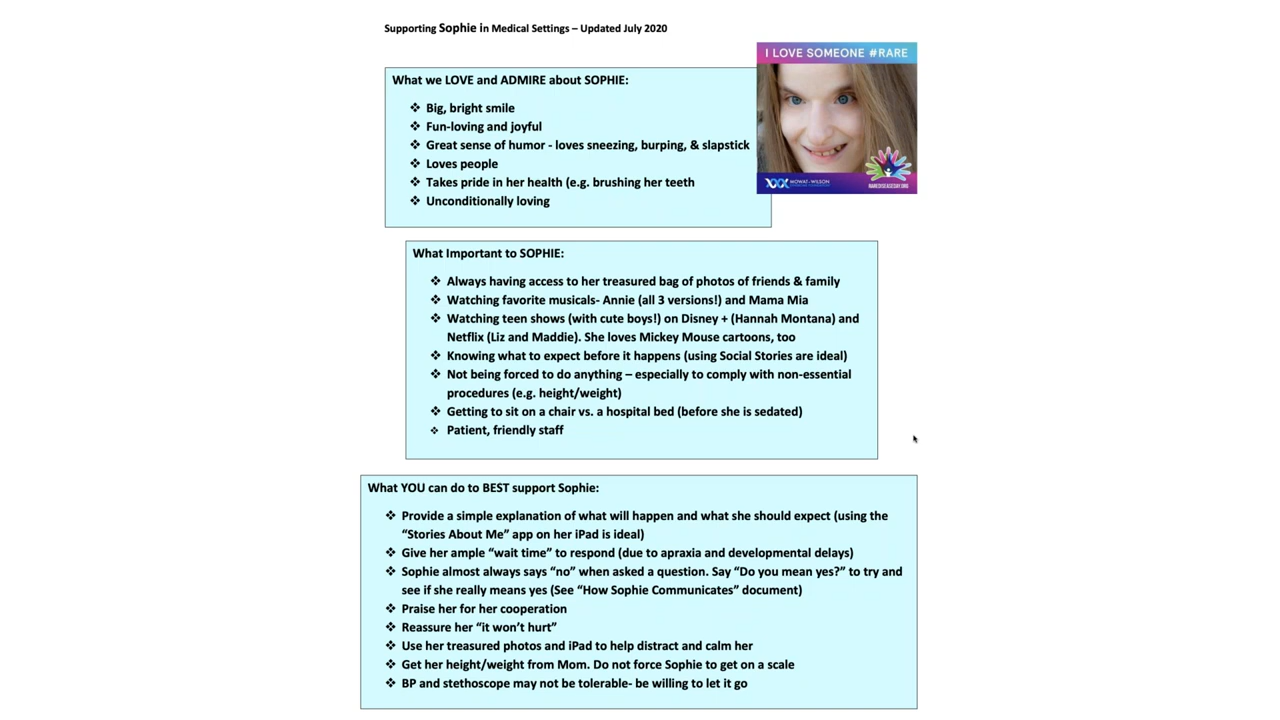 Supporting Sophie in Medical Settings – Updated July 2020
I LOVE SOMEONE #RARE
What we LOVE and ADMIRE about SOPHIE:
❖ Big, bright smile
❖ Fun-loving and joyful
❖ Great sense of humor - loves sneezing, burping, & slapstick
❖ Loves people
❖ Takes pride in her health (e.g. brushing her teeth
❖ Unconditionally loving
MOWAT-WILSON
RAREDISEASEDAY.ORG
What Important to SOPHIE:
❖ Always having access to her treasured bag of photos of friends & family
❖ Watching favorite musicals- Annie (all 3 versions!) and Mama Mia
❖ Watching teen shows (with cute boys!) on Disney + (Hannah Montana) and
Netflix (Liz and Maddie). She loves Mickey Mouse cartoons, too
❖ Knowing what to expect before it happens (using Social Stories are ideal)
❖ Not being forced to do anything – especially to comply with non-essential
procedures (e.g. height/weight)
❖ Getting to sit on a chair vs. a hospital bed (before she is sedated)
❖ Patient, friendly staff
What YOU can do to BEST support Sophie:
❖ Provide a simple explanation of what will happen and what she should expect (using the
“Stories About Me” app on her iPad is ideal)
❖ Give her ample “wait time” to respond (due to apraxia and developmental delays)
❖ Sophie almost always says “no” when asked a question. Say “Do you mean yes?” to try and
see if she really means yes (See “How Sophie Communicates” document)
❖ Praise her for her cooperation
❖ Reassure her “it won’t hurt”
❖ Use her treasured photos and iPad to help distract and calm her
❖ Get her height/weight from Mom. Do not force Sophie to get on a scale
❖ BP and stethoscope may not be tolerable- be willing to let it go